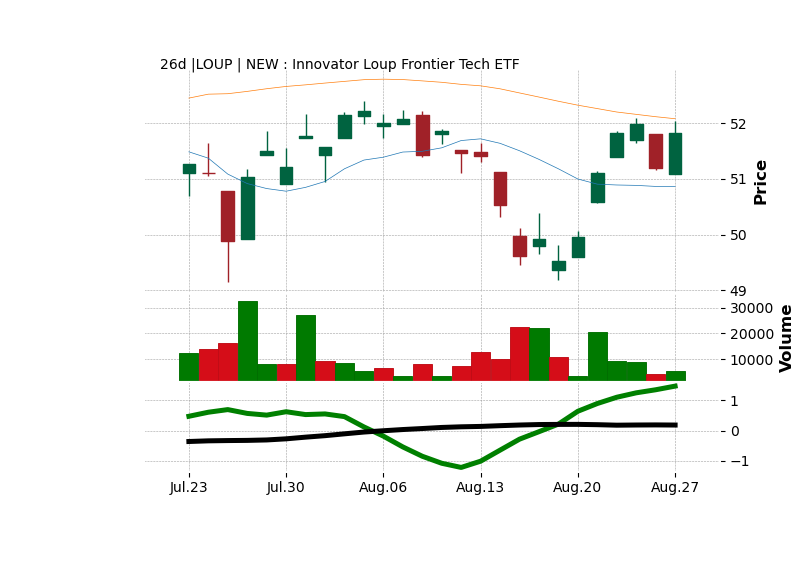 26d |LOUP | NEW : Innovator Loup Frontier Tech ETF
52
51
50
49
Price
30000
20000
10000
Volume
1
0
−1
Jul.23 Jul.30 Aug.06 Aug.13 Aug.20 Aug.27